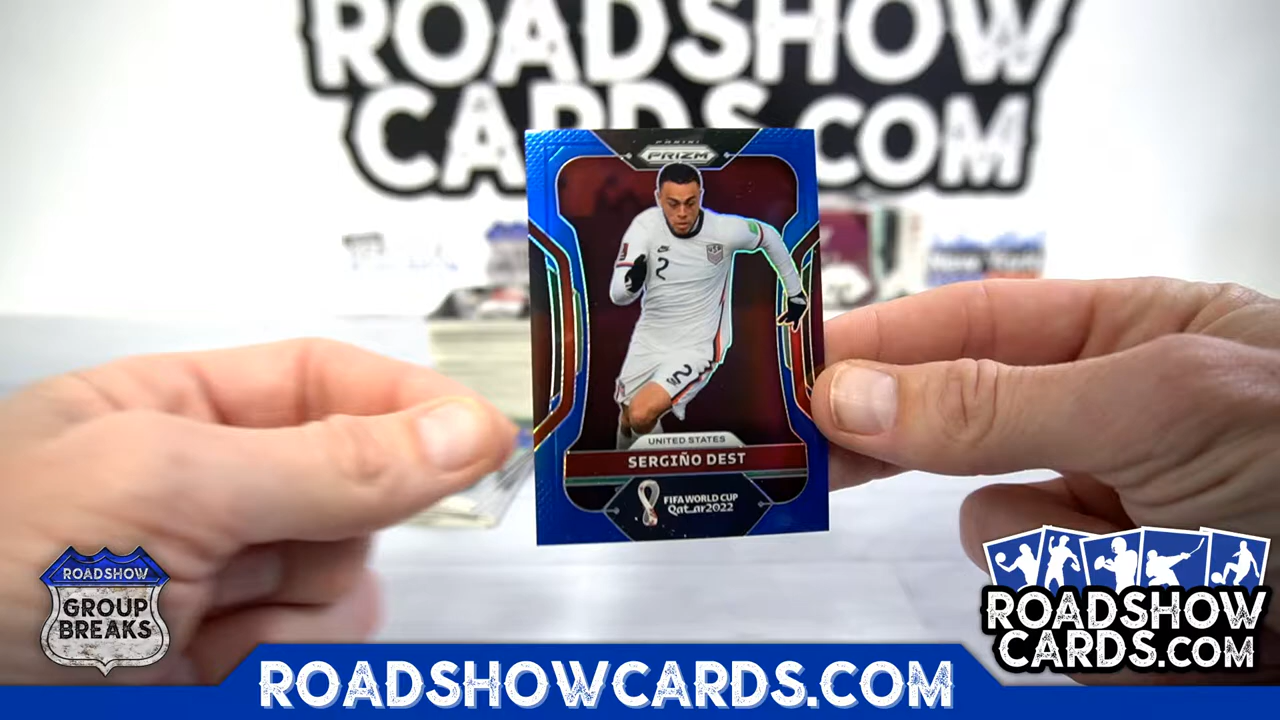 ROADSHOW
CARDS.COM
PANINI
PRIZM
2
2
UNITED STATES
SERGIÑO DEST
FIFA WORLD CUP
Qatar2022
ROADSHOW
GROUP
BREAKS
ROADSHOW
CARDS.COM
ROADSHOWCARDS.COM